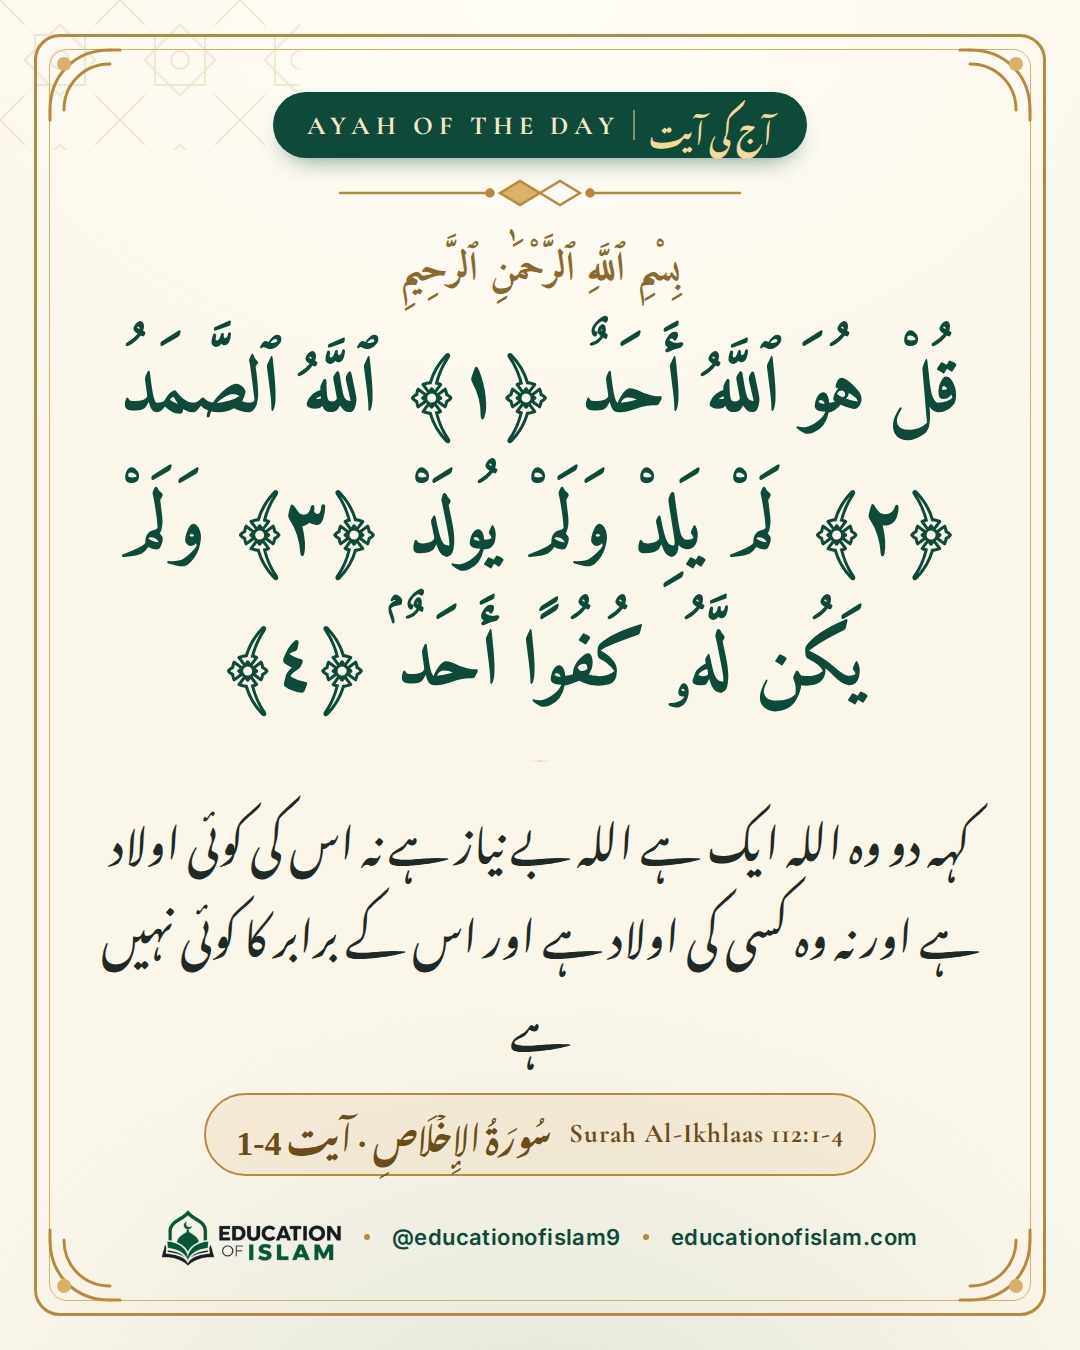 AYAH OF THE DAY | آج کی آیت
بِسْمِ ٱللَّهِ ٱلرَّحْمَٰنِ ٱلرَّحِيمِ
قُلْ هُوَ ٱللَّهُ أَحَدٌ ﴿١﴾ ٱللَّهُ ٱلصَّمَدُ
﴿٢﴾ لَمْ يَلِدْ وَلَمْ يُولَدْ ﴿٣﴾ وَلَمْ
يَكُن لَّهُۥ كُفُوًا أَحَدٌۢ ﴿٤﴾
کہہ دو وہ اللہ ایک ہے اللہ بے نیاز ہے نہ اس کی کوئی اولاد
ہے اور نہ وہ کسی کی اولاد ہے اور اس کے برابر کا کوئی نہیں
ہے
سُورَةُ الإِخْلَاصِ · آیت 1-4 Surah Al-Ikhlaas 112:1-4
EDUCATION OF ISLAM • @educationofislam9 • educationofislam.com